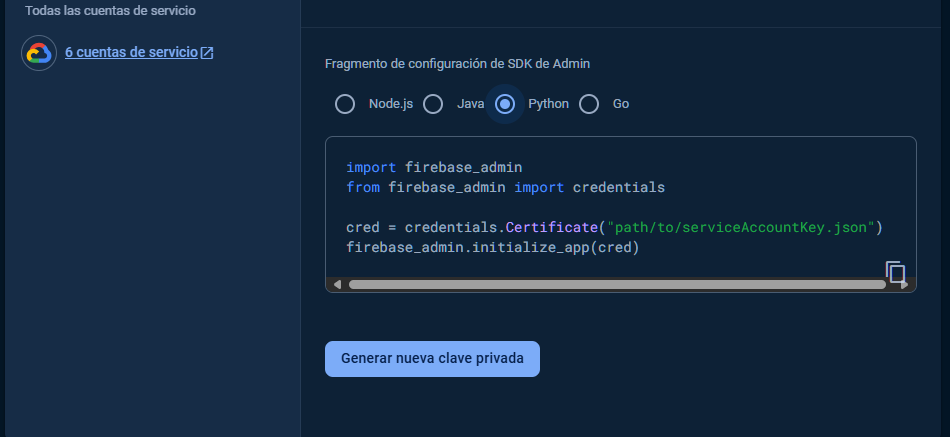 Todas las cuentas de servicio
6 cuentas de servicio
Fragmento de configuración de SDK de Admin
Node.js Java Python Go
import firebase_admin
from firebase_admin import credentials
cred = credentials.Certificate("path/to/serviceAccountKey.json")
firebase_admin.initialize_app(cred)
Generar nueva clave privada